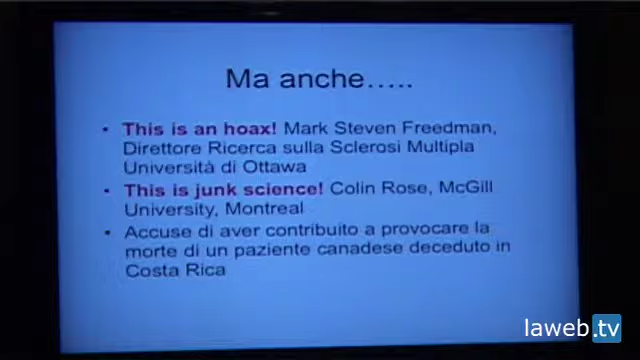 Ma anche.....
• This is an hoax! Mark Steven Freedman,
Direttore Ricerca sulla Sclerosi Multipla
Università di Ottawa
• This is junk science! Colin Rose, McGill
University, Montreal
• Accuse di aver contribuito a provocare la
morte di un paziente canadese deceduto in
Costa Rica
laweb.tv